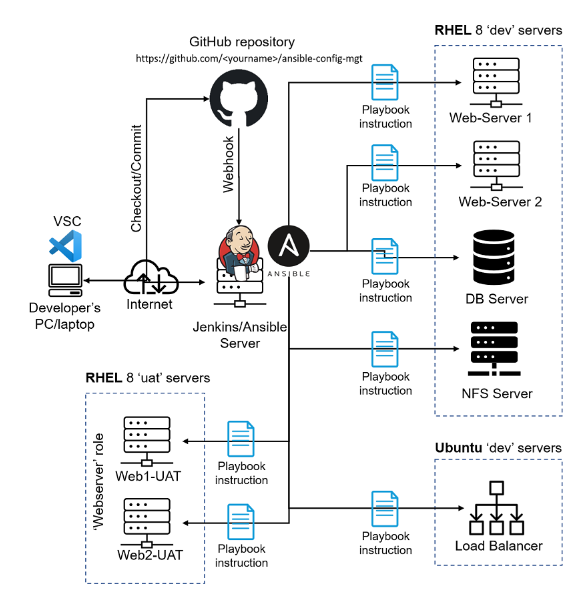 RHEL 8 ‘dev’ servers
GitHub repository
https://github.com/<yourname>/ansible-config-mgt
Playbook
instruction
Web-Server 1
Checkout/Commit
Webhook
Playbook
instruction
Web-Server 2
VSC
A
ANSIBLE
Playbook
instruction
DB Server
Developer’s
PC/laptop
Internet
Jenkins/Ansible
Server
Playbook
instruction
NFS Server
RHEL 8 ‘uat’ servers
‘Webserver’ role
Web1-UAT
Playbook
instruction
Ubuntu ‘dev’ servers
Web2-UAT
Playbook
instruction
Playbook
instruction
Load Balancer